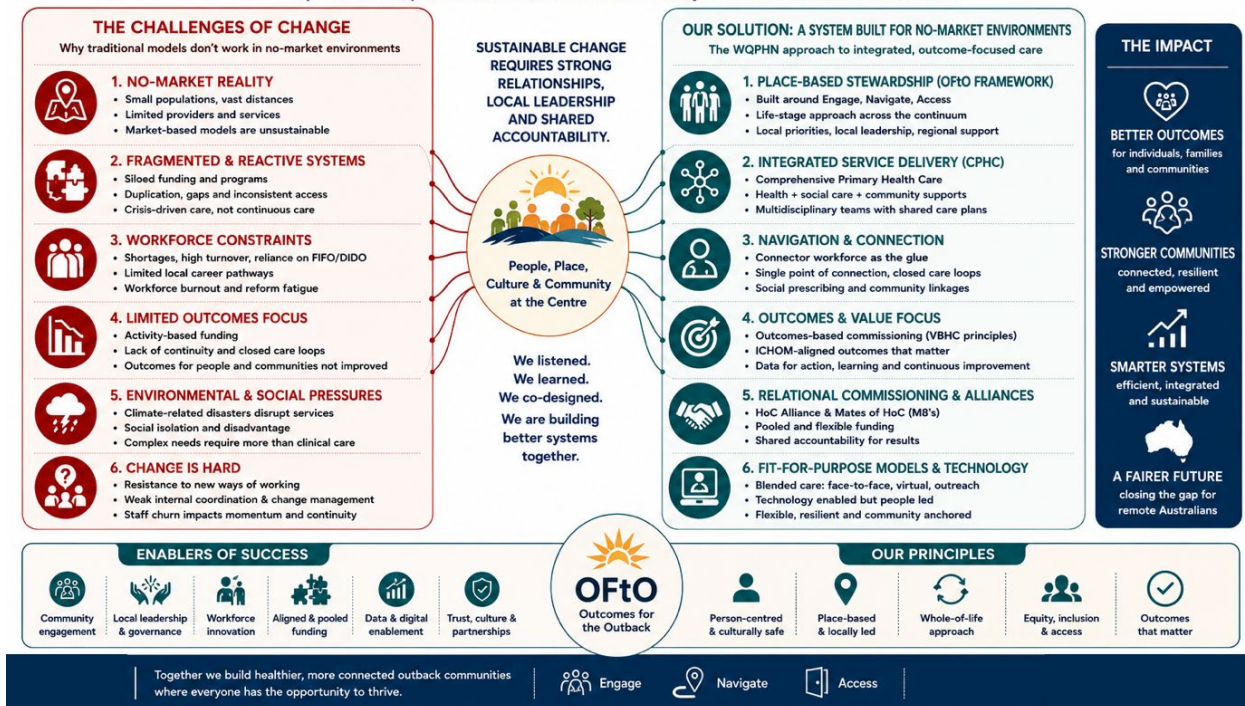 THE CHALLENGES OF CHANGE
Why traditional models don't work in no-market environments
1. NO-MARKET REALITY
• Small populations, vast distances
• Limited providers and services
• Market-based models are unsustainable
2. FRAGMENTED & REACTIVE SYSTEMS
• Siloed funding and programs
• Duplication, gaps and inconsistent access
• Crisis-driven care, not continuous care
3. WORKFORCE CONSTRAINTS
• Shortages, high turnover, reliance on FIFO/DIDO
• Limited local career pathways
• Workforce burnout and reform fatigue
4. LIMITED OUTCOMES FOCUS
• Activity-based funding
• Lack of continuity and closed care loops
• Outcomes for people and communities not improved
5. ENVIRONMENTAL & SOCIAL PRESSURES
• Climate-related disasters disrupt services
• Social isolation and disadvantage
• Complex needs require more than clinical care
6. CHANGE IS HARD
• Resistance to new ways of working
• Weak internal coordination & change management
• Staff churn impacts momentum and continuity
SUSTAINABLE CHANGE
REQUIRES STRONG
RELATIONSHIPS,
LOCAL LEADERSHIP
AND SHARED
ACCOUNTABILITY.
People, Place,
Culture & Community
at the Centre
We listened.
We learned.
We co-designed.
We are building
better systems
together.
OUR SOLUTION: A SYSTEM BUILT FOR NO-MARKET ENVIRONMENTS
The WQPHN approach to integrated, outcome-focused care
1. PLACE-BASED STEWARDSHIP (OFtO FRAMEWORK)
• Built around Engage, Navigate, Access
• Life-stage approach across the continuum
• Local priorities, local leadership, regional support
2. INTEGRATED SERVICE DELIVERY (CPHC)
• Comprehensive Primary Health Care
• Health + social care + community supports
• Multidisciplinary teams with shared care plans
3. NAVIGATION & CONNECTION
• Connector workforce as the glue
• Single point of connection, closed care loops
• Social prescribing and community linkages
4. OUTCOMES & VALUE FOCUS
• Outcomes-based commissioning (VBHC principles)
• ICHOM-aligned outcomes that matter
• Data for action, learning and continuous improvement
5. RELATIONAL COMMISSIONING & ALLIANCES
• HoC Alliance & Mates of HoC (M8's)
• Pooled and flexible funding
• Shared accountability for results
6. FIT-FOR-PURPOSE MODELS & TECHNOLOGY
• Blended care: face-to-face, virtual, outreach
• Technology enabled but people led
• Flexible, resilient and community anchored
THE IMPACT
BETTER OUTCOMES
for individuals, families
and communities
STRONGER COMMUNITIES
connected, resilient
and empowered
SMARTER SYSTEMS
efficient, integrated
and sustainable
A FAIRER FUTURE
closing the gap for
remote Australians
ENABLERS OF SUCCESS
Community
engagement
Local leadership
& governance
Workforce
innovation
Aligned & pooled
funding
Data & digital
enablement
Trust, culture &
partnerships
OFtO
Outcomes for
the Outback
OUR PRINCIPLES
Person-centred
& culturally safe
Place-based
& locally led
Whole-of-life
approach
Equity, inclusion
& access
Outcomes
that matter
Together we build healthier, more connected outback communities
where everyone has the opportunity to thrive.
Engage
Navigate
Access